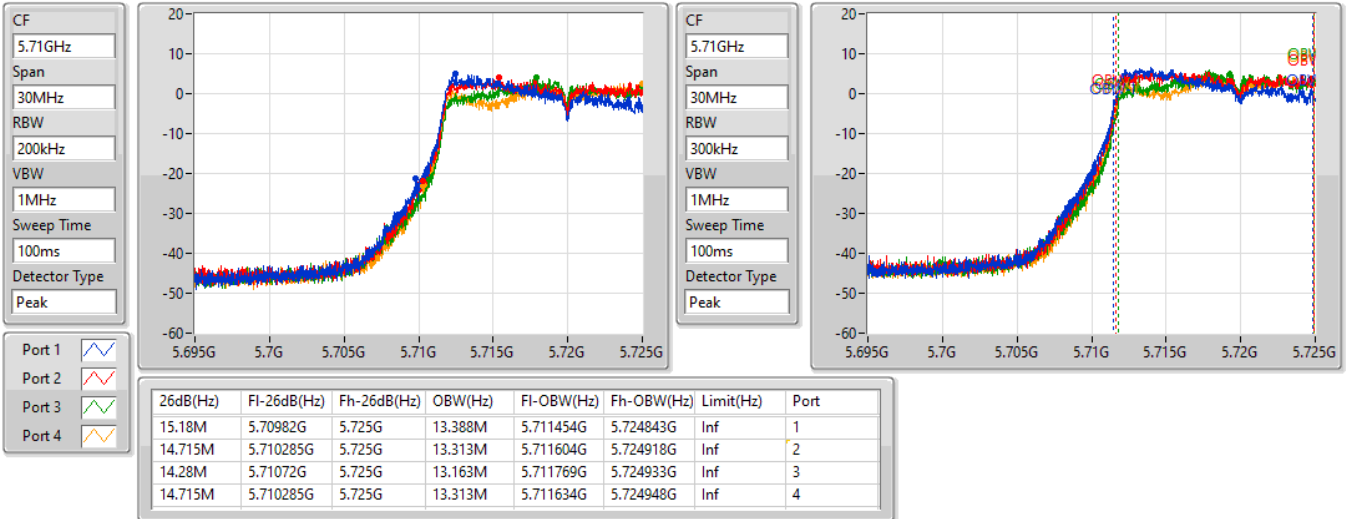 CF
5.71GHz
Span
30MHz
RBW
200kHz
VBW
1MHz
Sweep Time
100ms
Detector Type
Peak
20
10
0
-10
-20
-30
-40
-50
-60
5.695G 5.7G 5.705G 5.71G 5.715G 5.72G 5.725G
CF
5.71GHz
Span
30MHz
RBW
300kHz
VBW
1MHz
Sweep Time
100ms
Detector Type
Peak
20
10
0
-10
-20
-30
-40
-50
-60
5.695G 5.7G 5.705G 5.71G 5.715G 5.72G 5.725G
Port 1
Port 2
Port 3
Port 4
26dB(Hz) Fl-26dB(Hz) Fh-26dB(Hz) OBW(Hz) Fl-OBW(Hz) Fh-OBW(Hz) Limit(Hz) Port
15.18M 5.70982G 5.725G 13.388M 5.711454G 5.724843G Inf 1
14.715M 5.710285G 5.725G 13.313M 5.711604G 5.724918G Inf 2
14.28M 5.71072G 5.725G 13.163M 5.711769G 5.724933G Inf 3
14.715M 5.710285G 5.725G 13.313M 5.711634G 5.724948G Inf 4